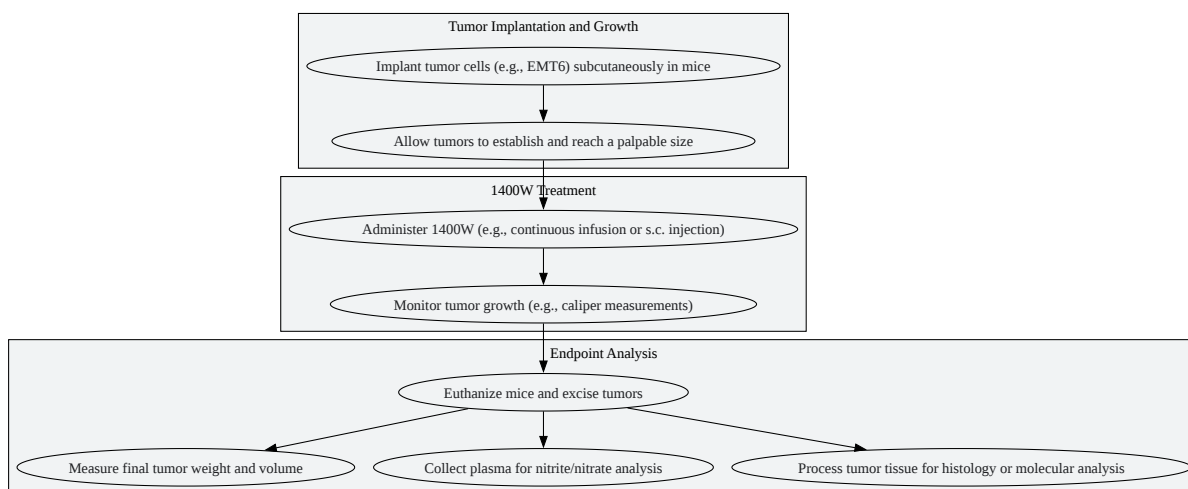 Tumor Implantation and Growth
Implant tumor cells (e.g., EMT6) subcutaneously in mice
Allow tumors to establish and reach a palpable size
1400W Treatment
Administer 1400W (e.g., continuous infusion or s.c. injection)
Monitor tumor growth (e.g., caliper measurements)
Endpoint Analysis
Euthanize mice and excise tumors
Measure final tumor weight and volume
Collect plasma for nitrite/nitrate analysis
Process tumor tissue for histology or molecular analysis